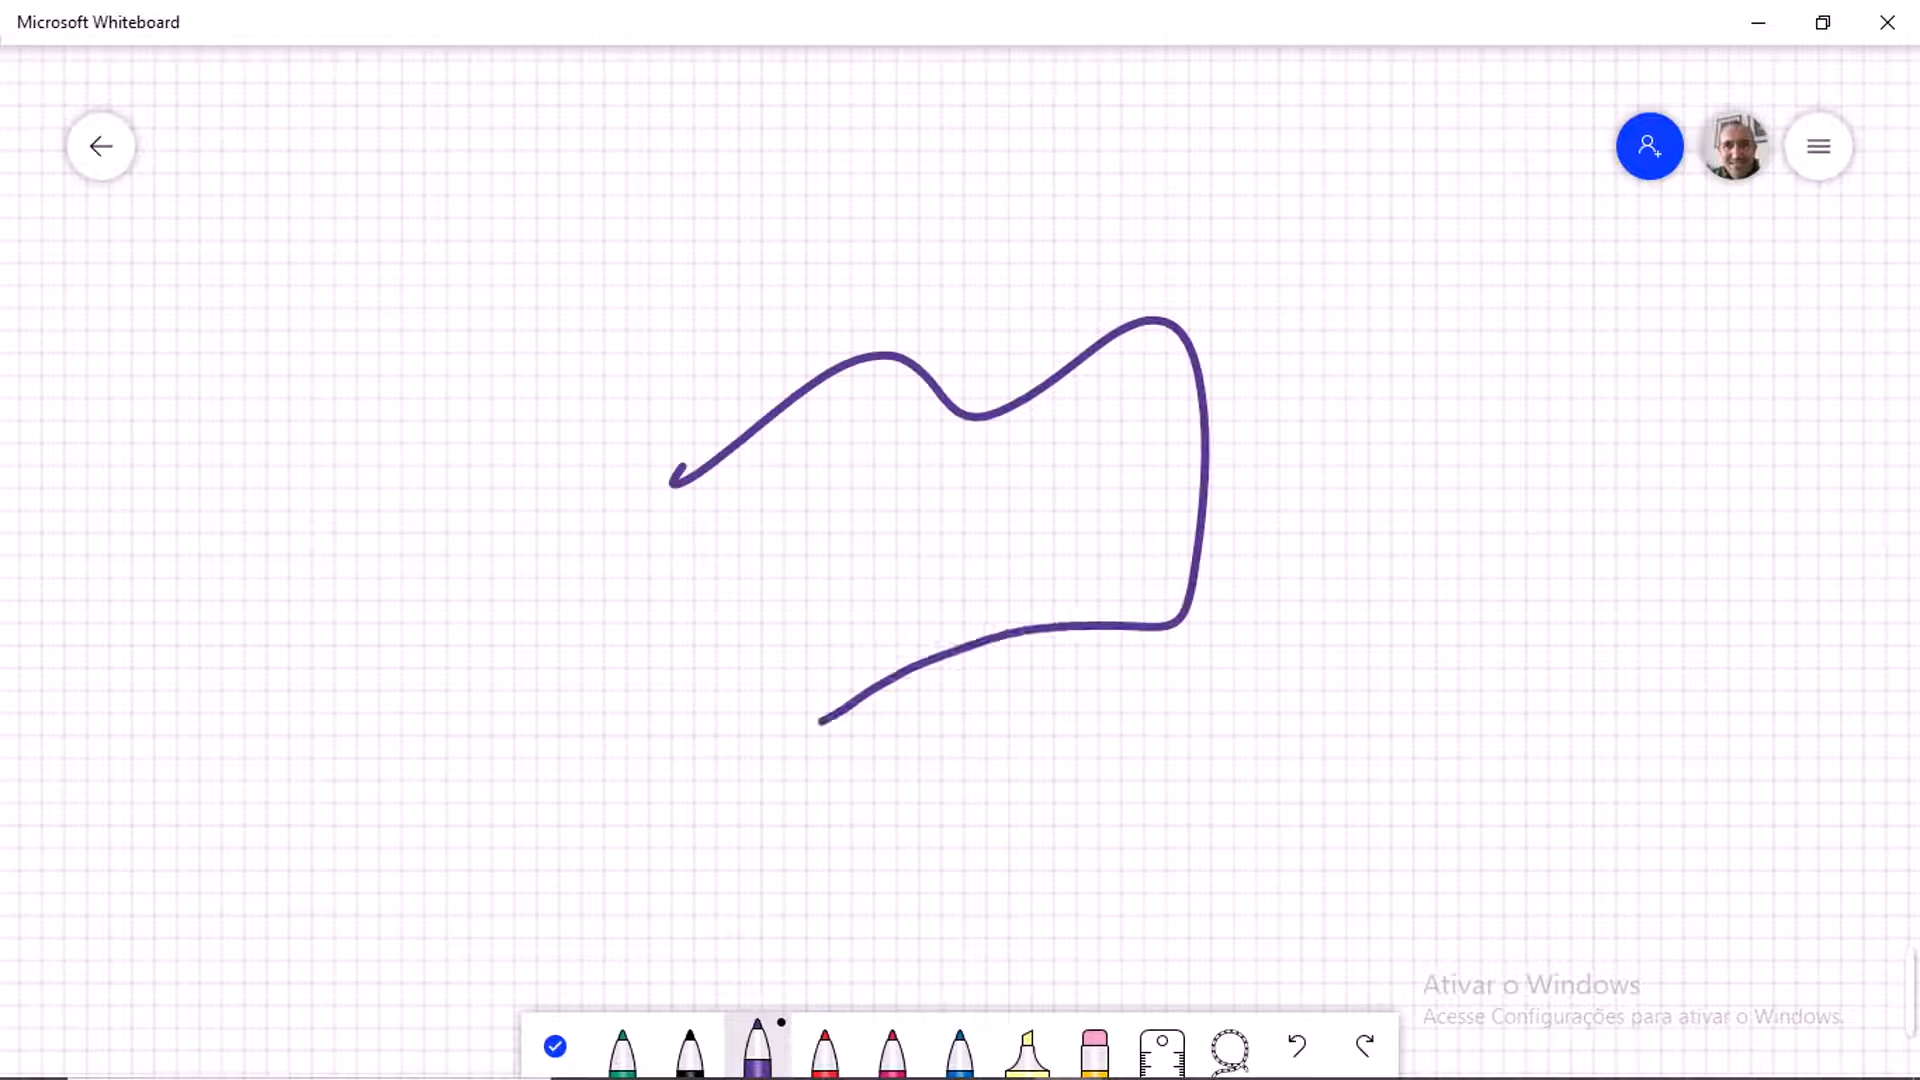 Microsoft Whiteboard
Ativar o Windows
Acesse Configurações para ativar o Windows.